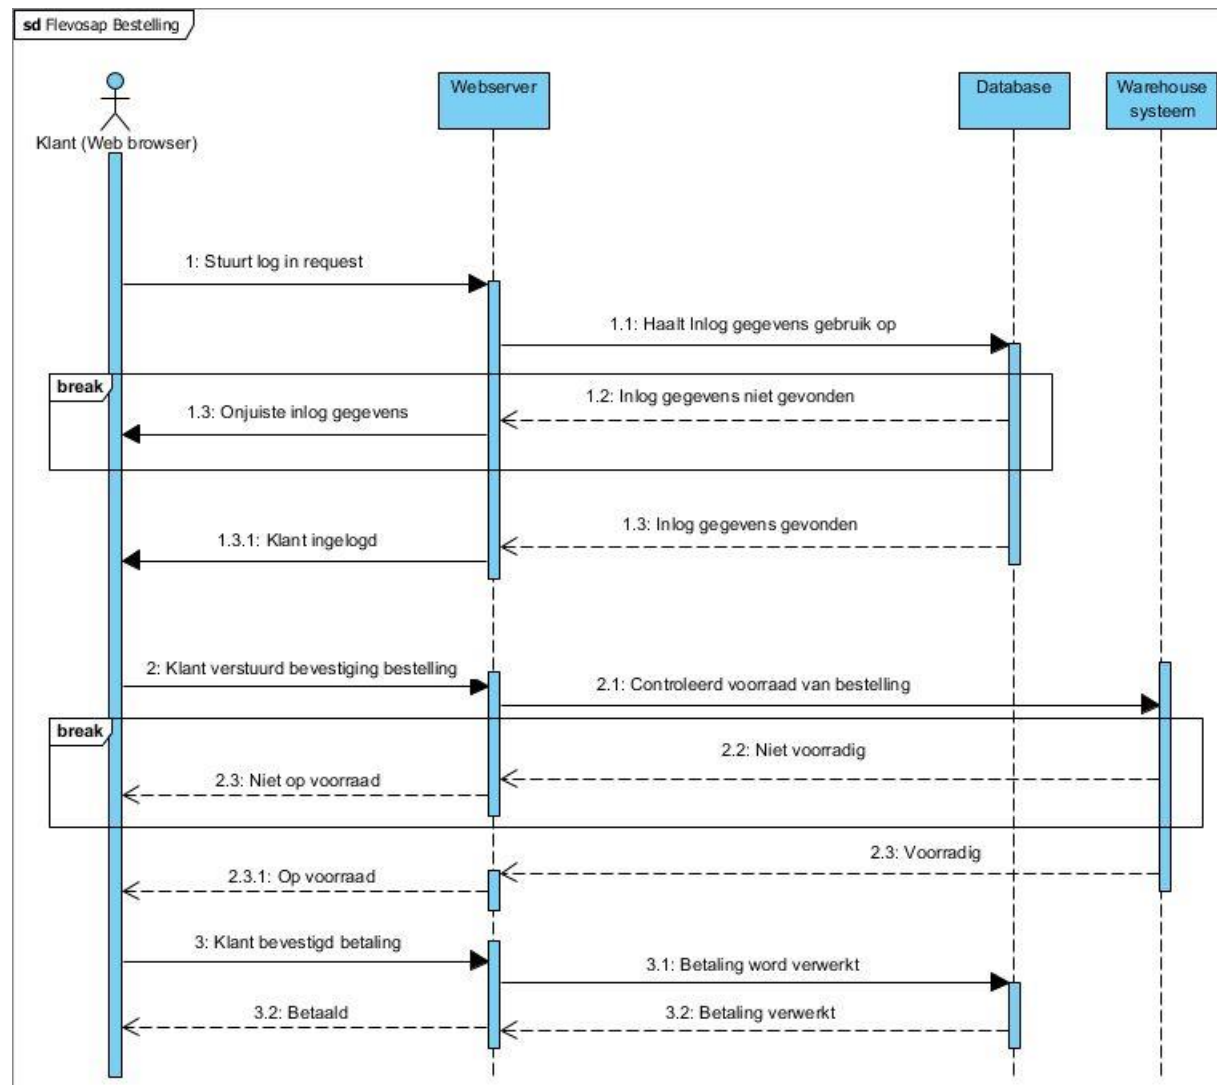 sd Flevosap Bestelling
Webserver
Database
Warehouse
systeem
Klant (Web browser)
1: Stuurt log in request
1.1: Haalt Inlog gegevens gebruik op
break
1.2: Inlog gegevens niet gevonden
1.3: Onjuiste inlog gegevens
1.3: Inlog gegevens gevonden
1.3.1: Klant ingelogd
2: Klant verstuurd bevestiging bestelling
2.1: Controleerd voorraad van bestelling
break
2.2: Niet voorradig
2.3: Niet op voorraad
2.3: Voorradig
2.3.1: Op voorraad
3: Klant bevestigd betaling
3.1: Betaling word verwerkt
3.2: Betaald
3.2: Betaling verwerkt